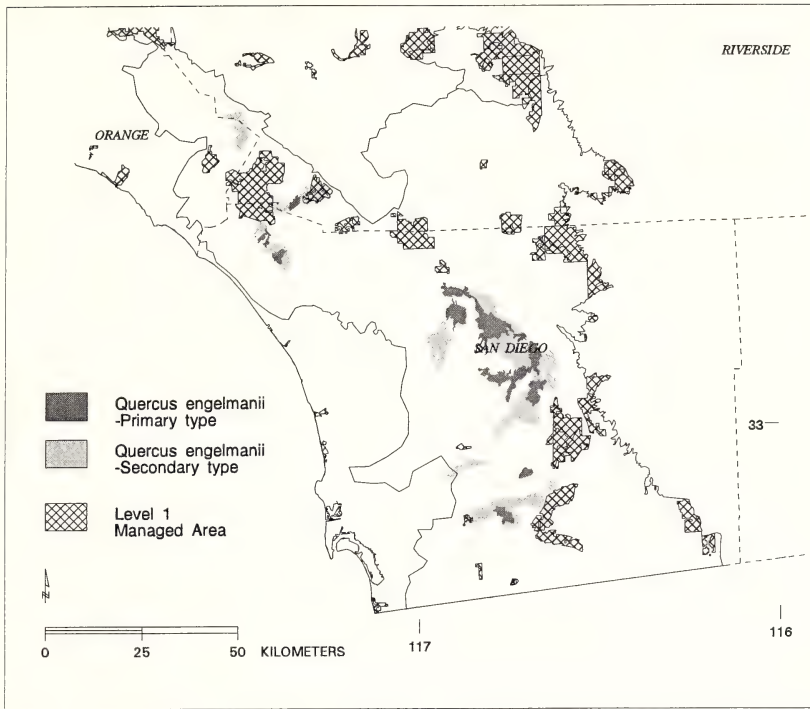 RIVERSIDE
ORANGE
SAN DIEGO
Quercus engelmanii
-Primary type
Quercus engelmanii
-Secondary type
Level 1
Managed Area
33
N
0 25 50 KILOMETERS
117
116